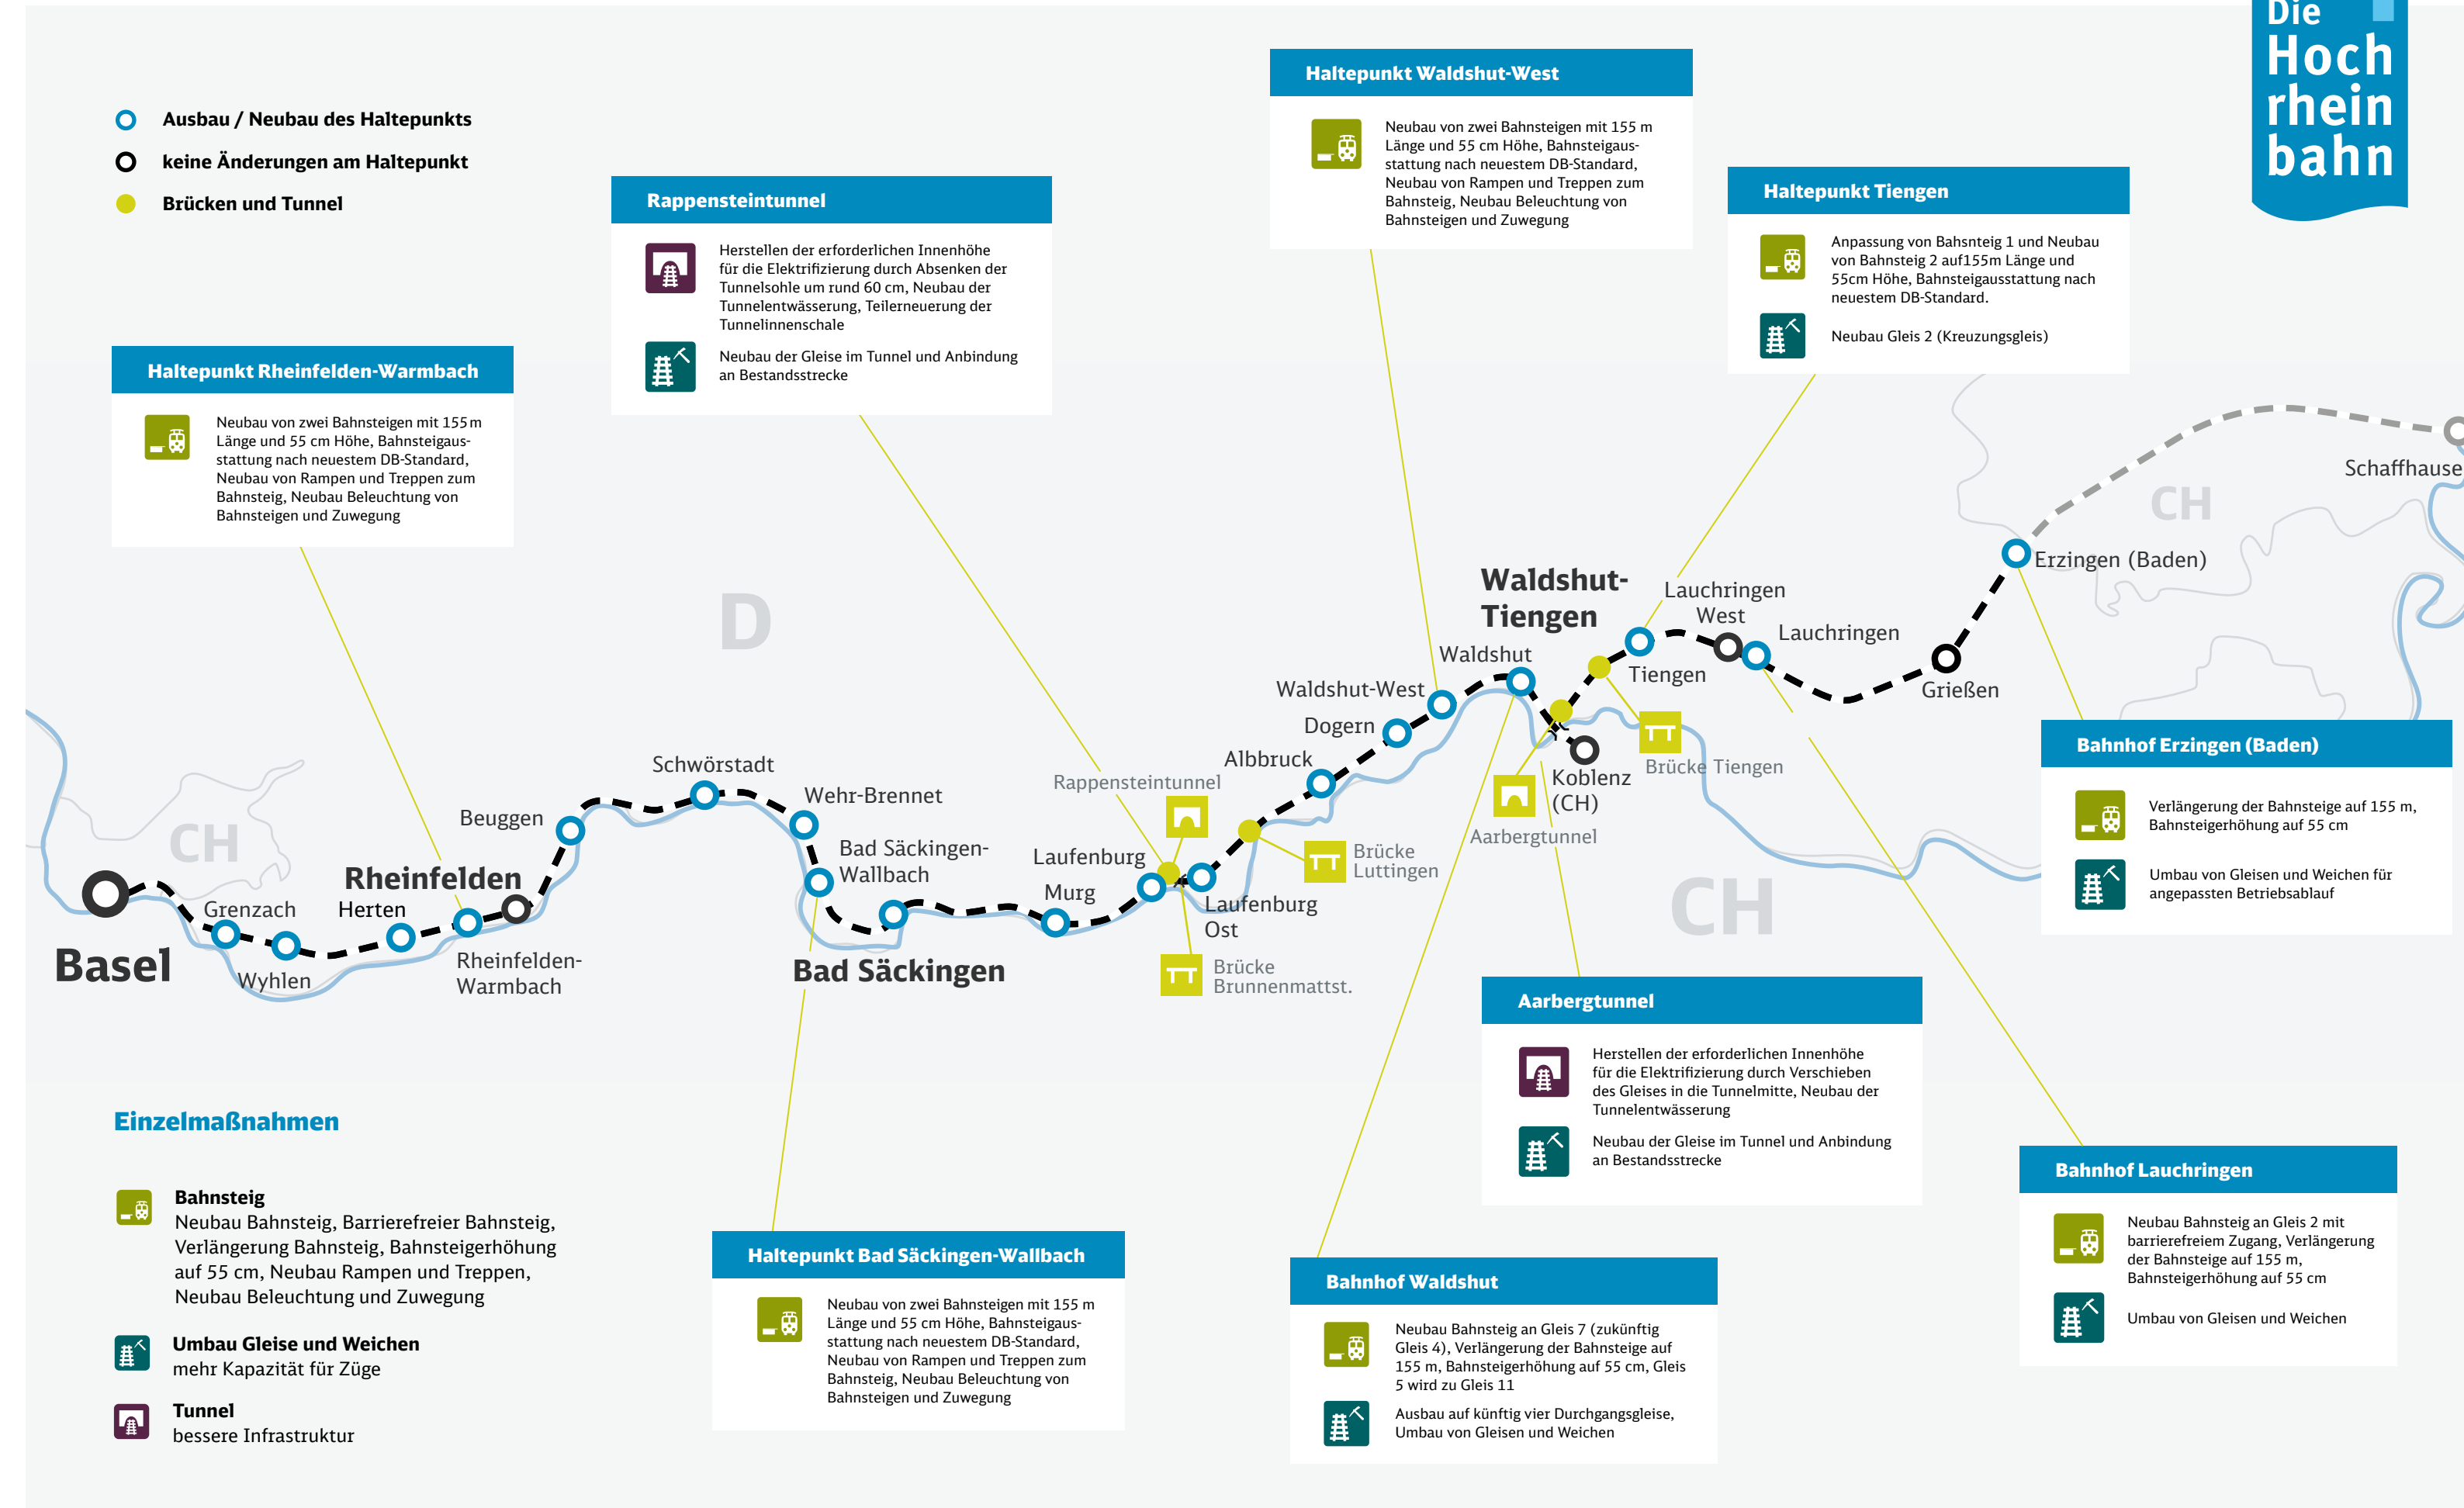 Die
Hoch
rhein
bahn
Ausbau / Neubau des Haltepunkts
keine Änderungen am Haltepunkt
Brücken und Tunnel
Haltepunkt Waldshut-West
Neubau von zwei Bahnsteigen mit 155 m
Länge und 55 cm Höhe, Bahnsteigaus-
stattung nach neuestem DB-Standard,
Neubau von Rampen und Treppen zum
Bahnsteig, Neubau Beleuchtung von
Bahnsteigen und Zuwegung
Haltepunkt Tiengen
Anpassung von Bahsnteig 1 und Neubau
von Bahnsteig 2 auf155m Länge und
55cm Höhe, Bahnsteigausstattung nach
neuestem DB-Standard.
Neubau Gleis 2 (Kreuzungsgleis)
Rappensteintunnel
Herstellen der erforderlichen Innenhöhe
für die Elektrifizierung durch Absenken der
Tunnelsohle um rund 60 cm, Neubau der
Tunnelentwässerung, Teilerneuerung der
Tunnelinnenschale
Neubau der Gleise im Tunnel und Anbindung
an Bestandsstrecke
Haltepunkt Rheinfelden-Warmbach
Neubau von zwei Bahnsteigen mit 155 m
Länge und 55 cm Höhe, Bahnsteigaus-
stattung nach neuestem DB-Standard,
Neubau von Rampen und Treppen zum
Bahnsteig, Neubau Beleuchtung von
Bahnsteigen und Zuwegung
D
CH
CH
CH
Basel
Grenzach
Wyhlen
Herten
Rheinfelden
Rheinfelden-
Warmbach
Beuggen
Schwörstadt
Wehr-Brennet
Bad Säckingen-
Wallbach
Bad Säckingen
Murg
Laufenburg
Rappensteintunnel
Laufenburg
Ost
Brücke
Brunnenmattst.
Brücke
Luttingen
Albbruck
Dogern
Waldshut-West
Waldshut
Waldshut-
Tiengen
Aarbergtunnel
Koblenz
(CH)
Brücke Tiengen
Tiengen
Lauchringen
West
Lauchringen
Grießen
Erzingen (Baden)
Schaffhause
Bahnhof Erzingen (Baden)
Verlängerung der Bahnsteige auf 155 m,
Bahnsteigerhöhung auf 55 cm
Umbau von Gleisen und Weichen für
angepassten Betriebsablauf
Aarbergtunnel
Herstellen der erforderlichen Innenhöhe
für die Elektrifizierung durch Verschieben
des Gleises in die Tunnelmitte, Neubau der
Tunnelentwässerung
Neubau der Gleise im Tunnel und Anbindung
an Bestandsstrecke
Bahnhof Lauchringen
Neubau Bahnsteig an Gleis 2 mit
barrierefreiem Zugang, Verlängerung
der Bahnsteige auf 155 m,
Bahnsteigerhöhung auf 55 cm
Umbau von Gleisen und Weichen
Haltepunkt Bad Säckingen-Wallbach
Neubau von zwei Bahnsteigen mit 155 m
Länge und 55 cm Höhe, Bahnsteigaus-
stattung nach neuestem DB-Standard,
Neubau von Rampen und Treppen zum
Bahnsteig, Neubau Beleuchtung von
Bahnsteigen und Zuwegung
Bahnhof Waldshut
Neubau Bahnsteig an Gleis 7 (zukünftig
Gleis 4), Verlängerung der Bahnsteige auf
155 m, Bahnsteigerhöhung auf 55 cm, Gleis
5 wird zu Gleis 11
Ausbau auf künftig vier Durchgangsgleise,
Umbau von Gleisen und Weichen
Einzelmaßnahmen
Bahnsteig
Neubau Bahnsteig, Barrierefreier Bahnsteig,
Verlängerung Bahnsteig, Bahnsteigerhöhung
auf 55 cm, Neubau Rampen und Treppen,
Neubau Beleuchtung und Zuwegung
Umbau Gleise und Weichen
mehr Kapazität für Züge
Tunnel
bessere Infrastruktur